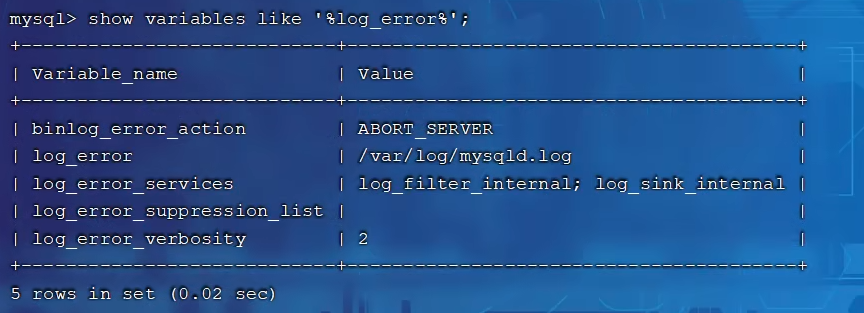 mysql> show variables like '%log_error%';
+----------------------------+----------------------------------------+
| Variable_name              | Value                                  |
+----------------------------+----------------------------------------+
| binlog_error_action        | ABORT_SERVER                           |
| log_error                  | /var/log/mysqld.log                    |
| log_error_services         | log_filter_internal; log_sink_internal |
| log_error_suppression_list |                                        |
| log_error_verbosity        | 2                                      |
+----------------------------+----------------------------------------+
5 rows in set (0.02 sec)